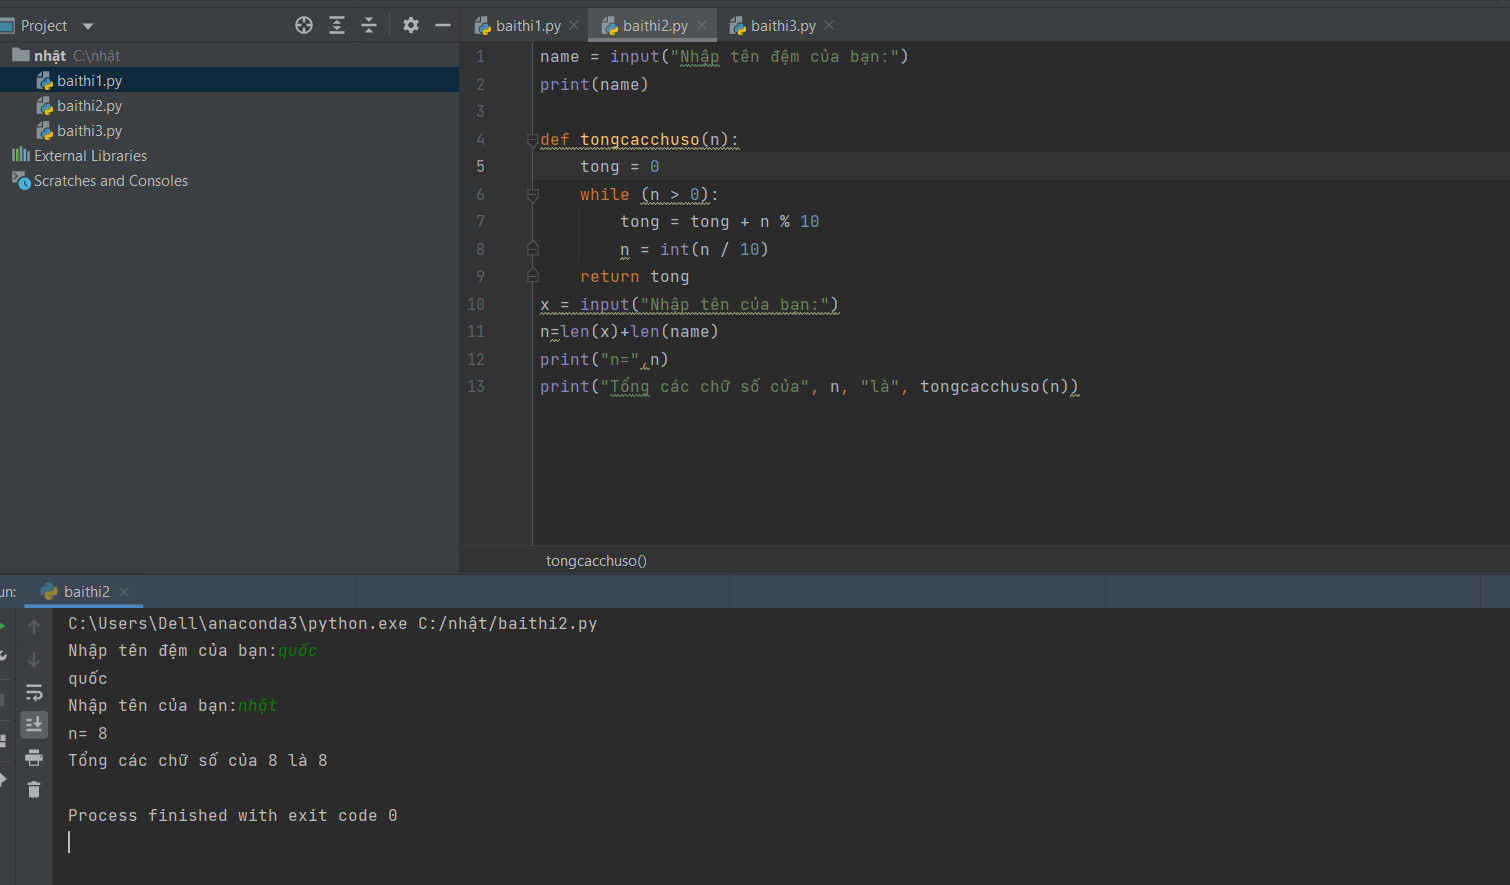 Project
baithi1.py
baithi2.py
baithi3.py
nhật C:\nhật
baithi1.py
baithi2.py
baithi3.py
External Libraries
Scratches and Consoles
1 name = input("Nhập tên đệm của bạn:")
2 print(name)
3
4 def tongcacchuso(n):
5 tong = 0
6 while (n > 0):
7 tong = tong + n % 10
8 n = int(n / 10)
9 return tong
10 x = input("Nhập tên của bạn:")
11 n=len(x)+len(name)
12 print("n=",n)
13 print("Tổng các chữ số của", n, "là", tongcacchuso(n))
tongcacchuso()
un: baithi2
C:\Users\Dell\anaconda3\python.exe C:/nhật/baithi2.py
Nhập tên đệm của bạn:quốc
quốc
Nhập tên của bạn:nhật
n= 8
Tổng các chữ số của 8 là 8
Process finished with exit code 0